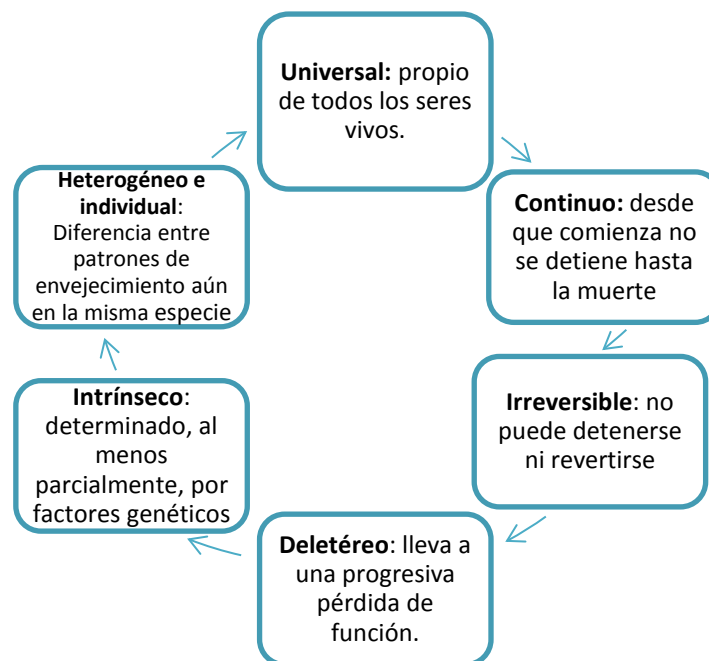 Universal: propio
de todos los seres
vivos.
Continuo: desde
que comienza no
se detiene hasta
la muerte
Irreversible: no
puede detenerse
ni revertirse
Deletéreo: lleva a
una progresiva
pérdida de
función.
Intrínseco:
determinado, al
menos
parcialmente, por
factores genéticos
Heterogéneo e
individual:
Diferencia entre
patrones de
envejecimiento aún
en la misma especie